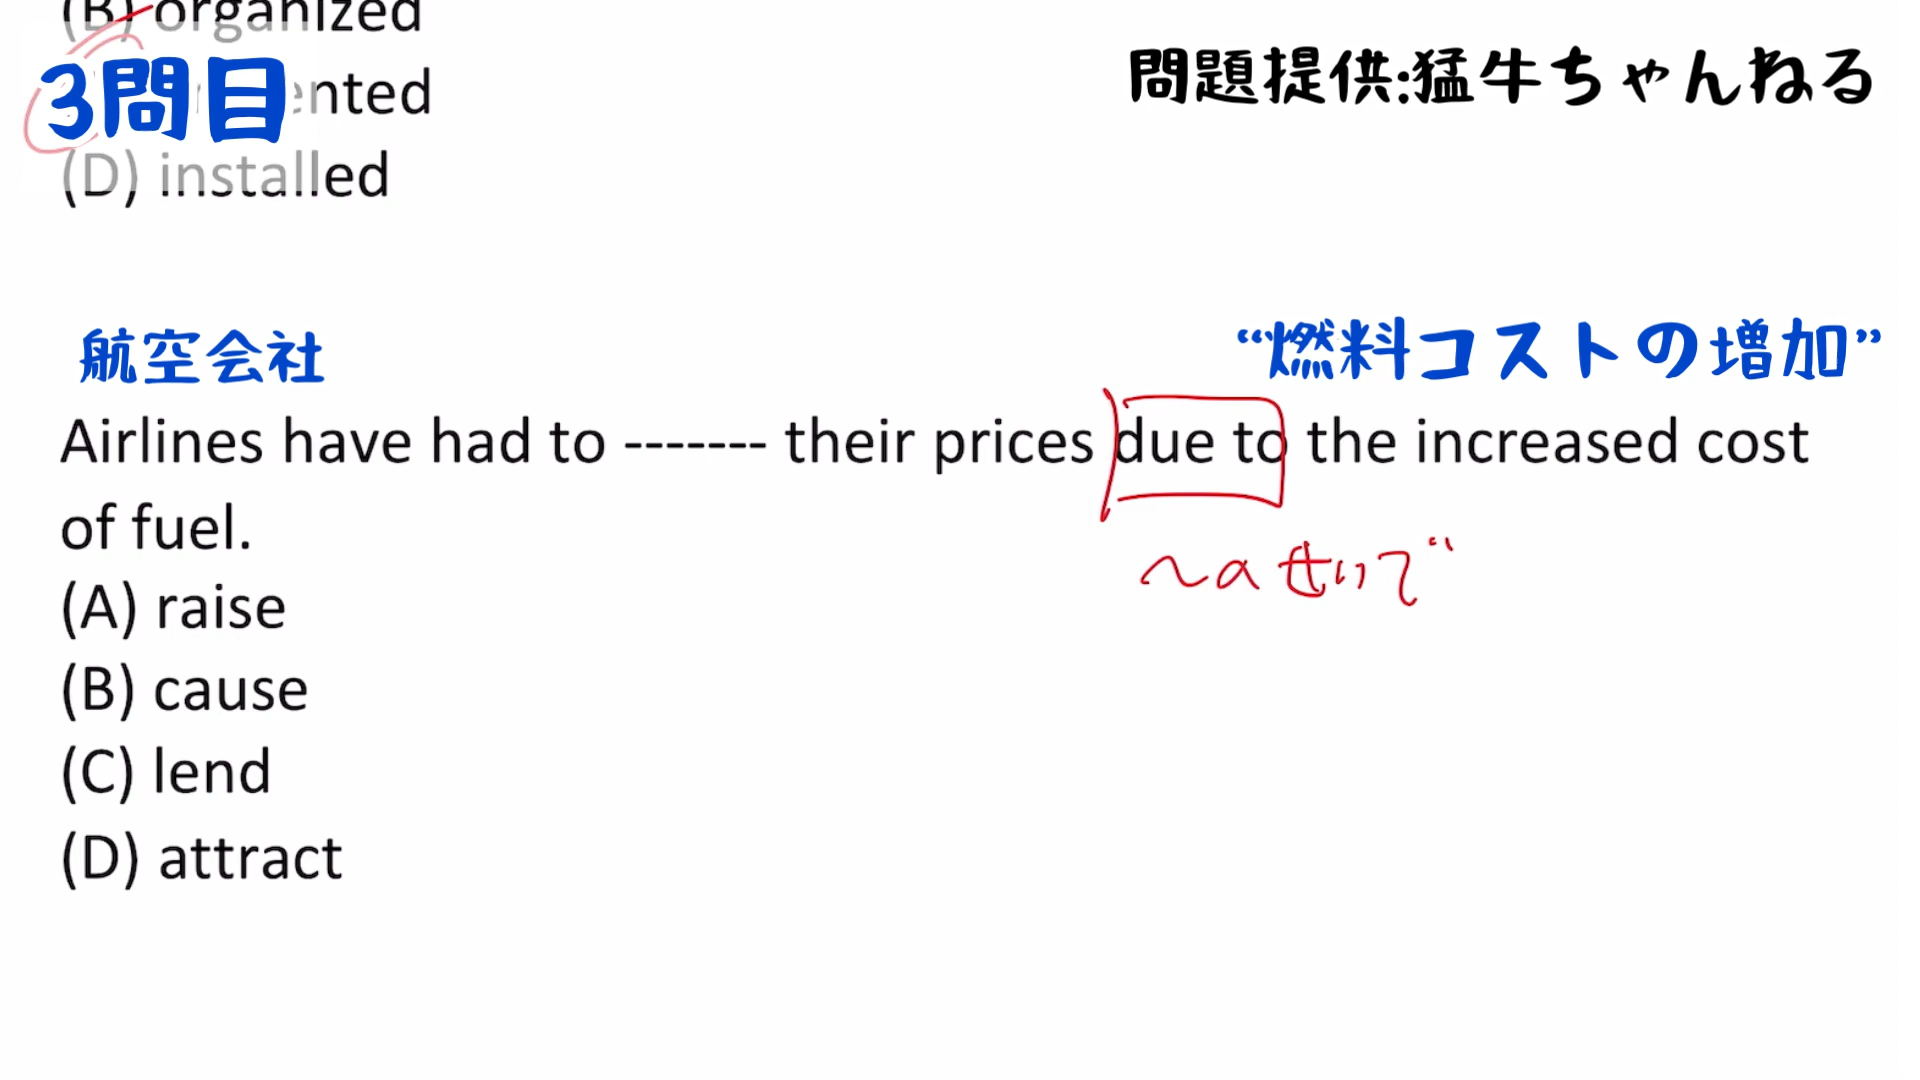 (B) organized
3問目
ented
(D) installed
問題提供:猛牛ちゃんねる
航空会社
“燃料コストの増加”
Airlines have had to ------- their prices due to the increased cost
of fuel.
〜のせいで
(A) raise
(B) cause
(C) lend
(D) attract